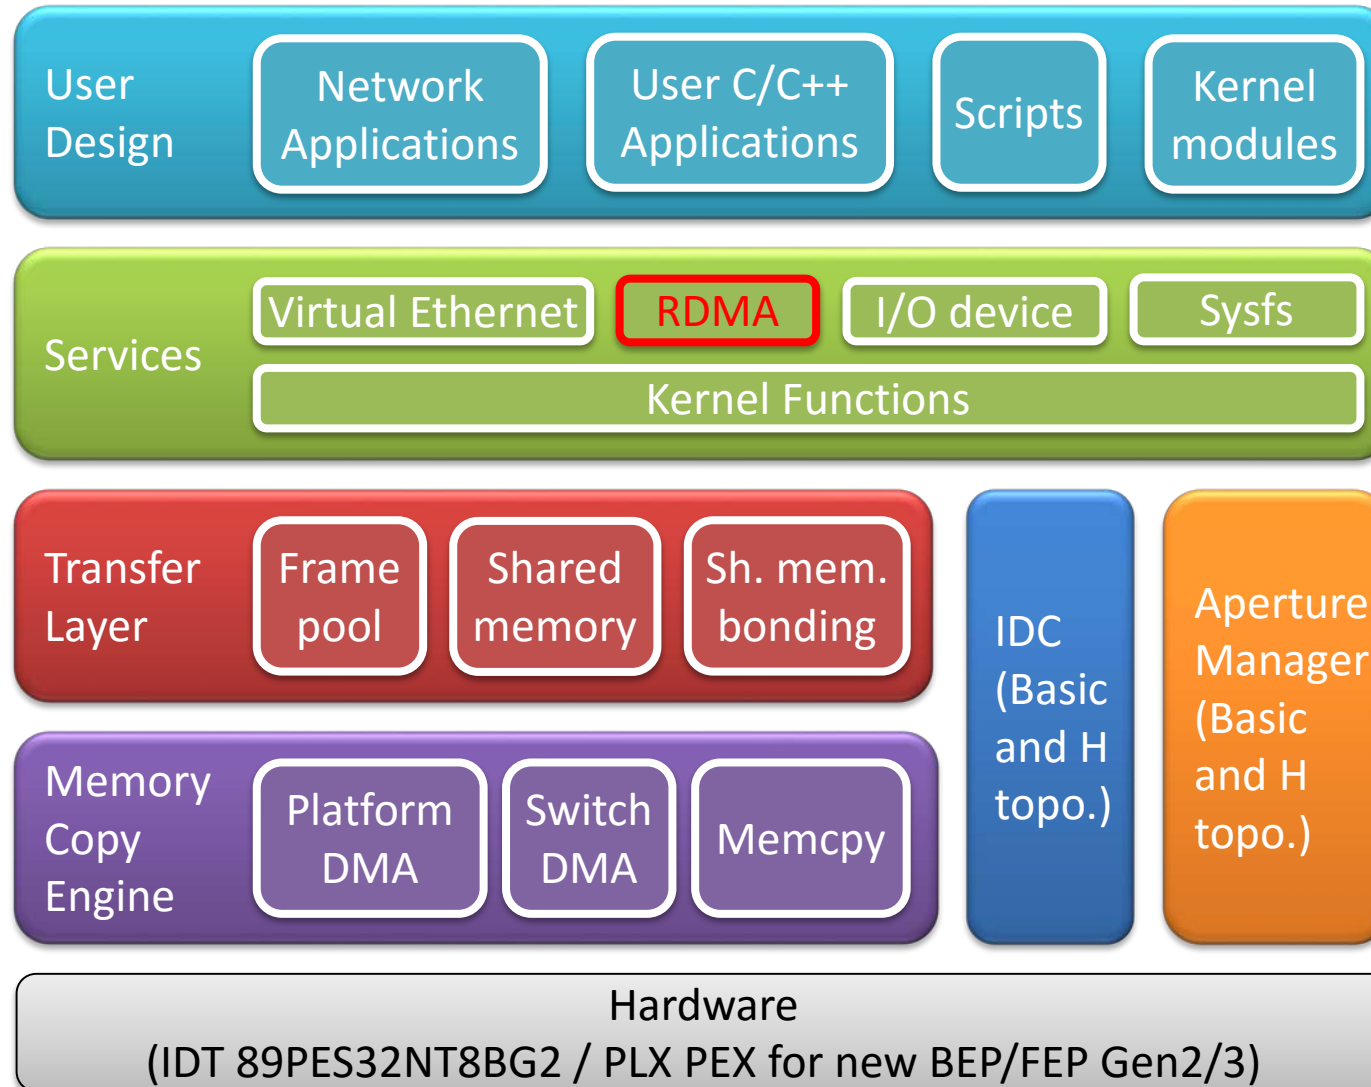 User
Design
Network
Applications
User C/C++
Applications
Scripts
Kernel
modules
Services
Virtual Ethernet
RDMA
I/O device
Sysfs
Kernel Functions
Transfer
Layer
Frame
pool
Shared
memory
Sh. mem.
bonding
IDC
(Basic
and H
topo.)
Aperture
Manager
(Basic
and H
topo.)
Memory
Copy
Engine
Platform
DMA
Switch
DMA
Memcpy
Hardware
(IDT 89PES32NT8BG2 / PLX PEX for new BEP/FEP Gen2/3)